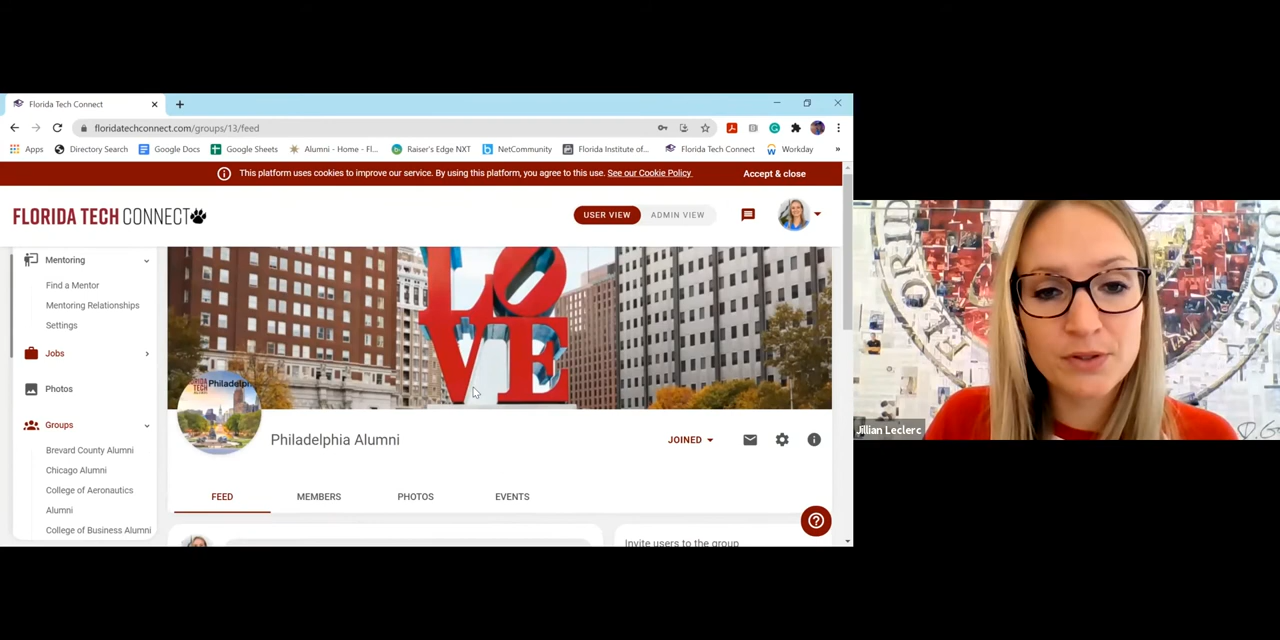 Florida Tech Connect
floridatechconnect.com/groups/13/feed
Apps Directory Search Google Docs Google Sheets Alumni - Home - Fl... Raiser's Edge NXT NetCommunity Florida Institute of... Florida Tech Connect Workday »
This platform uses cookies to improve our service. By using this platform, you agree to this use. See our Cookie Policy. Accept & close
FLORIDA TECH CONNECT
USER VIEW ADMIN VIEW
Mentoring
Find a Mentor
Mentoring Relationships
Settings
Jobs
Photos
Groups
Brevard County Alumni
Chicago Alumni
College of Aeronautics
Alumni
College of Business Alumni
LOVE
Philadelphia Alumni
JOINED
FEED MEMBERS PHOTOS EVENTS
Invite users to the group
Jillian Leclerc